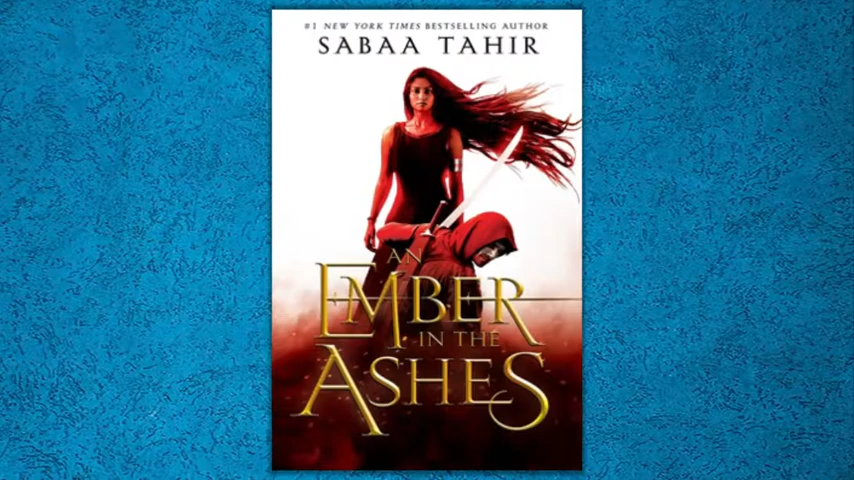 #1 NEW YORK TIMES BESTSELLING AUTHOR
SABAA TAHIR
AN
EMBER
IN THE
ASHES